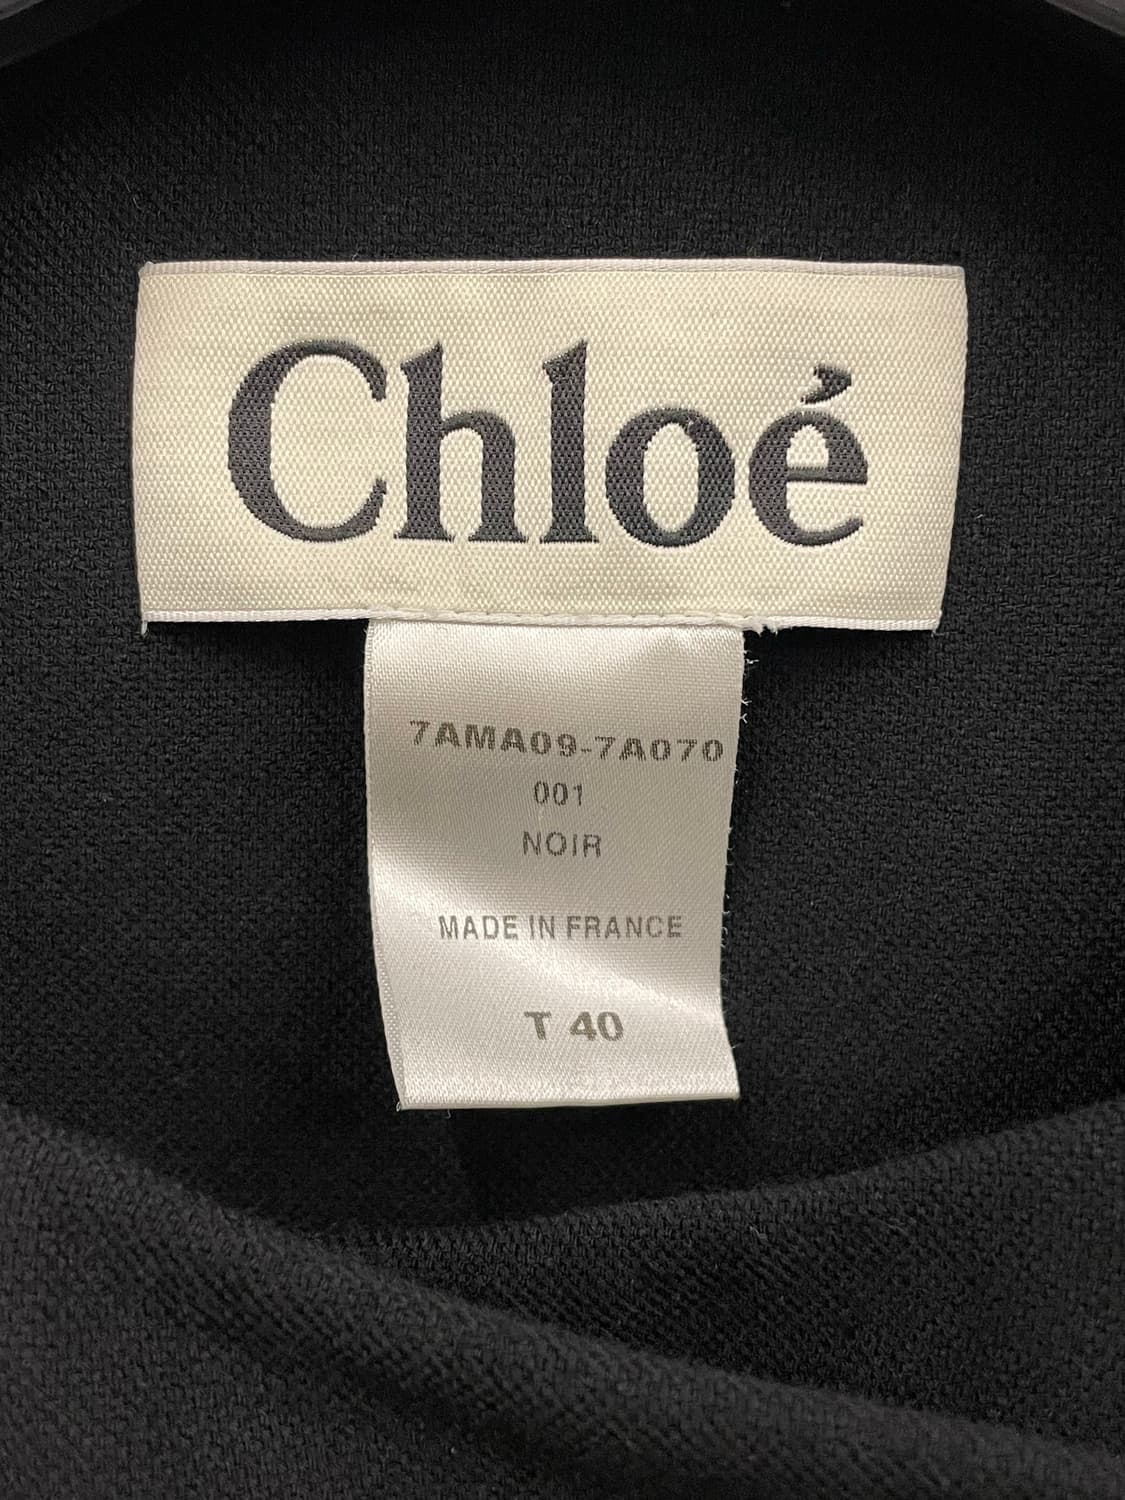 Chloé
7AMA09-7A070
001
NOIR
MADE IN FRANCE
T 40